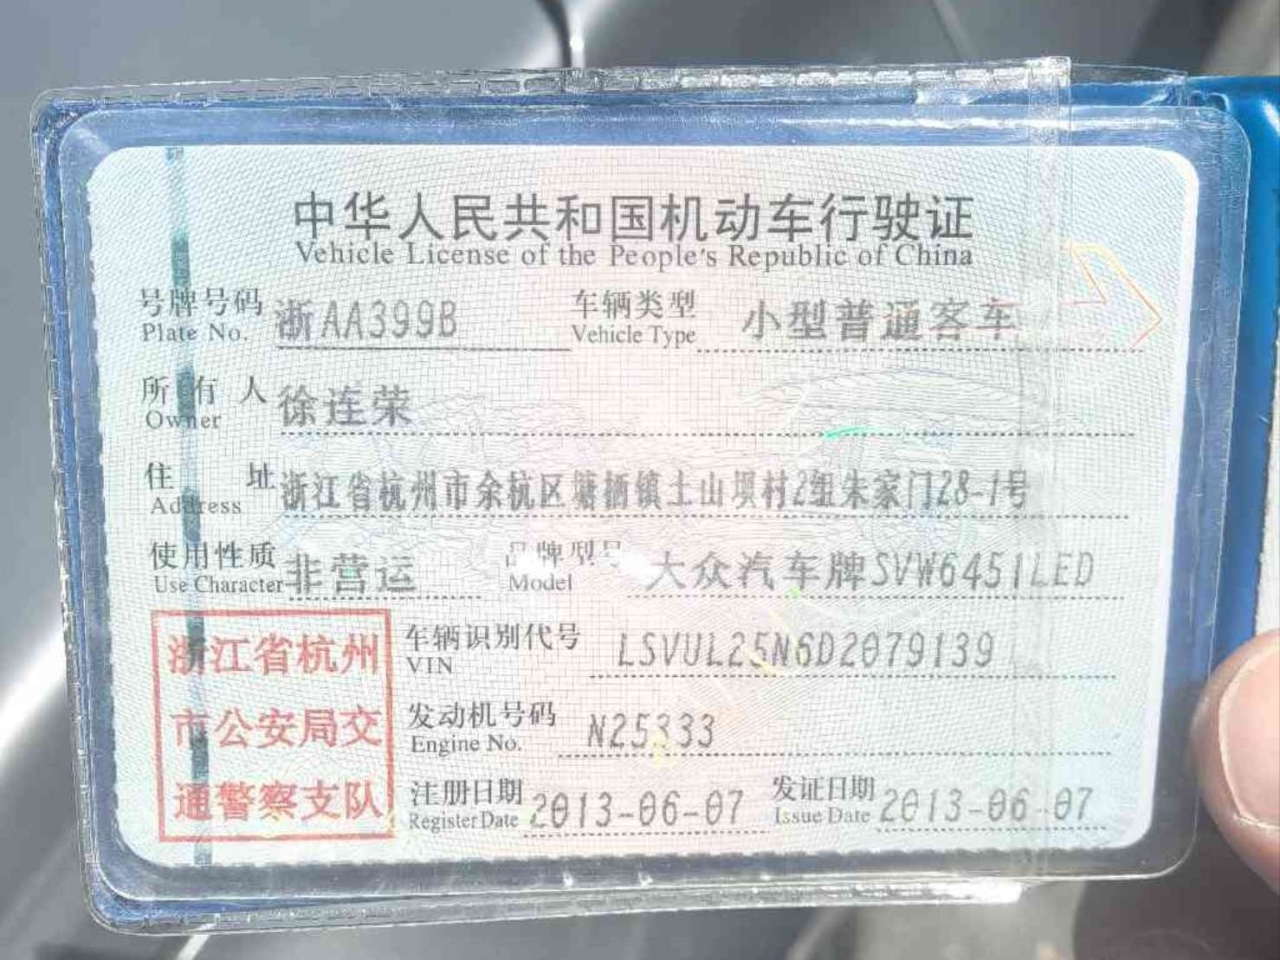 中华人民共和国机动车行驶证
Vehicle License of the People's Republic of China
号牌号码 浙AA399B 车辆类型 小型普通客车
Plate No. Vehicle Type
所有人 徐连荣
Owner
住址 浙江省杭州市余杭区塘栖镇土山坝村2组朱家门28-1号
Address
使用性质 非营运 品牌型号 大众汽车牌SVW6451LED
Use Character Model
浙江省杭州
市公安局交
通警察支队
车辆识别代号 LSVUL25N6D2079139
VIN
发动机号码 N25333
Engine No.
注册日期 2013-06-07 发证日期 2013-06-07
Register Date Issue Date